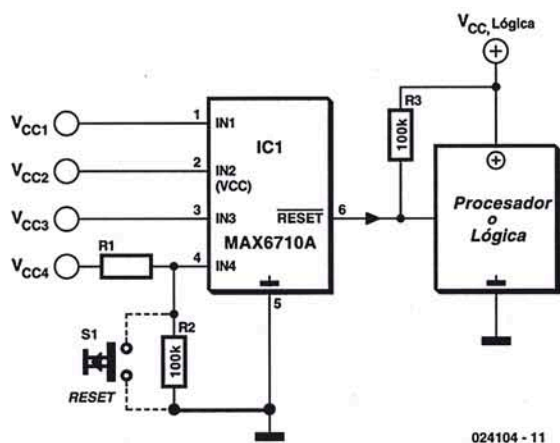 VCC, Lógica
R3
100k
VCC1
1
IN1
IC1
VCC2
2
IN2
(VCC)
VCC3
3
IN3
RESET
6
MAX6710A
Procesador
o
Lógica
R1
VCC4
4
IN4
5
S1
RESET
R2
100k
024104 - 11